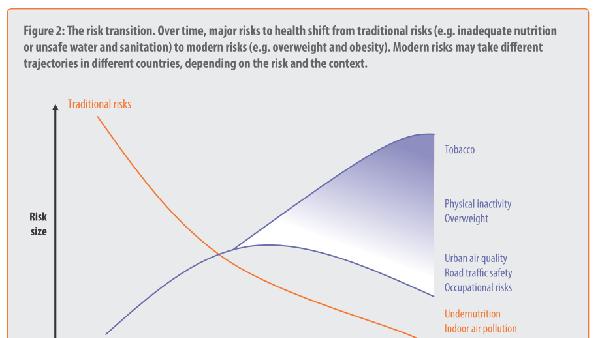 Figure 2: The risk transition. Over time, major risks to health shift from traditional risks (e.g. inadequate nutrition
or unsafe water and sanitation) to modern risks (e.g. overweight and obesity). Modern risks may take different
trajectories in different countries, depending on the risk and the context.
Traditional risks
Tobacco
Physical inactivity
Overweight
Risk
size
Urban air quality
Road traffic safety
Occupational risks
Undernutrition
Indoor air pollution